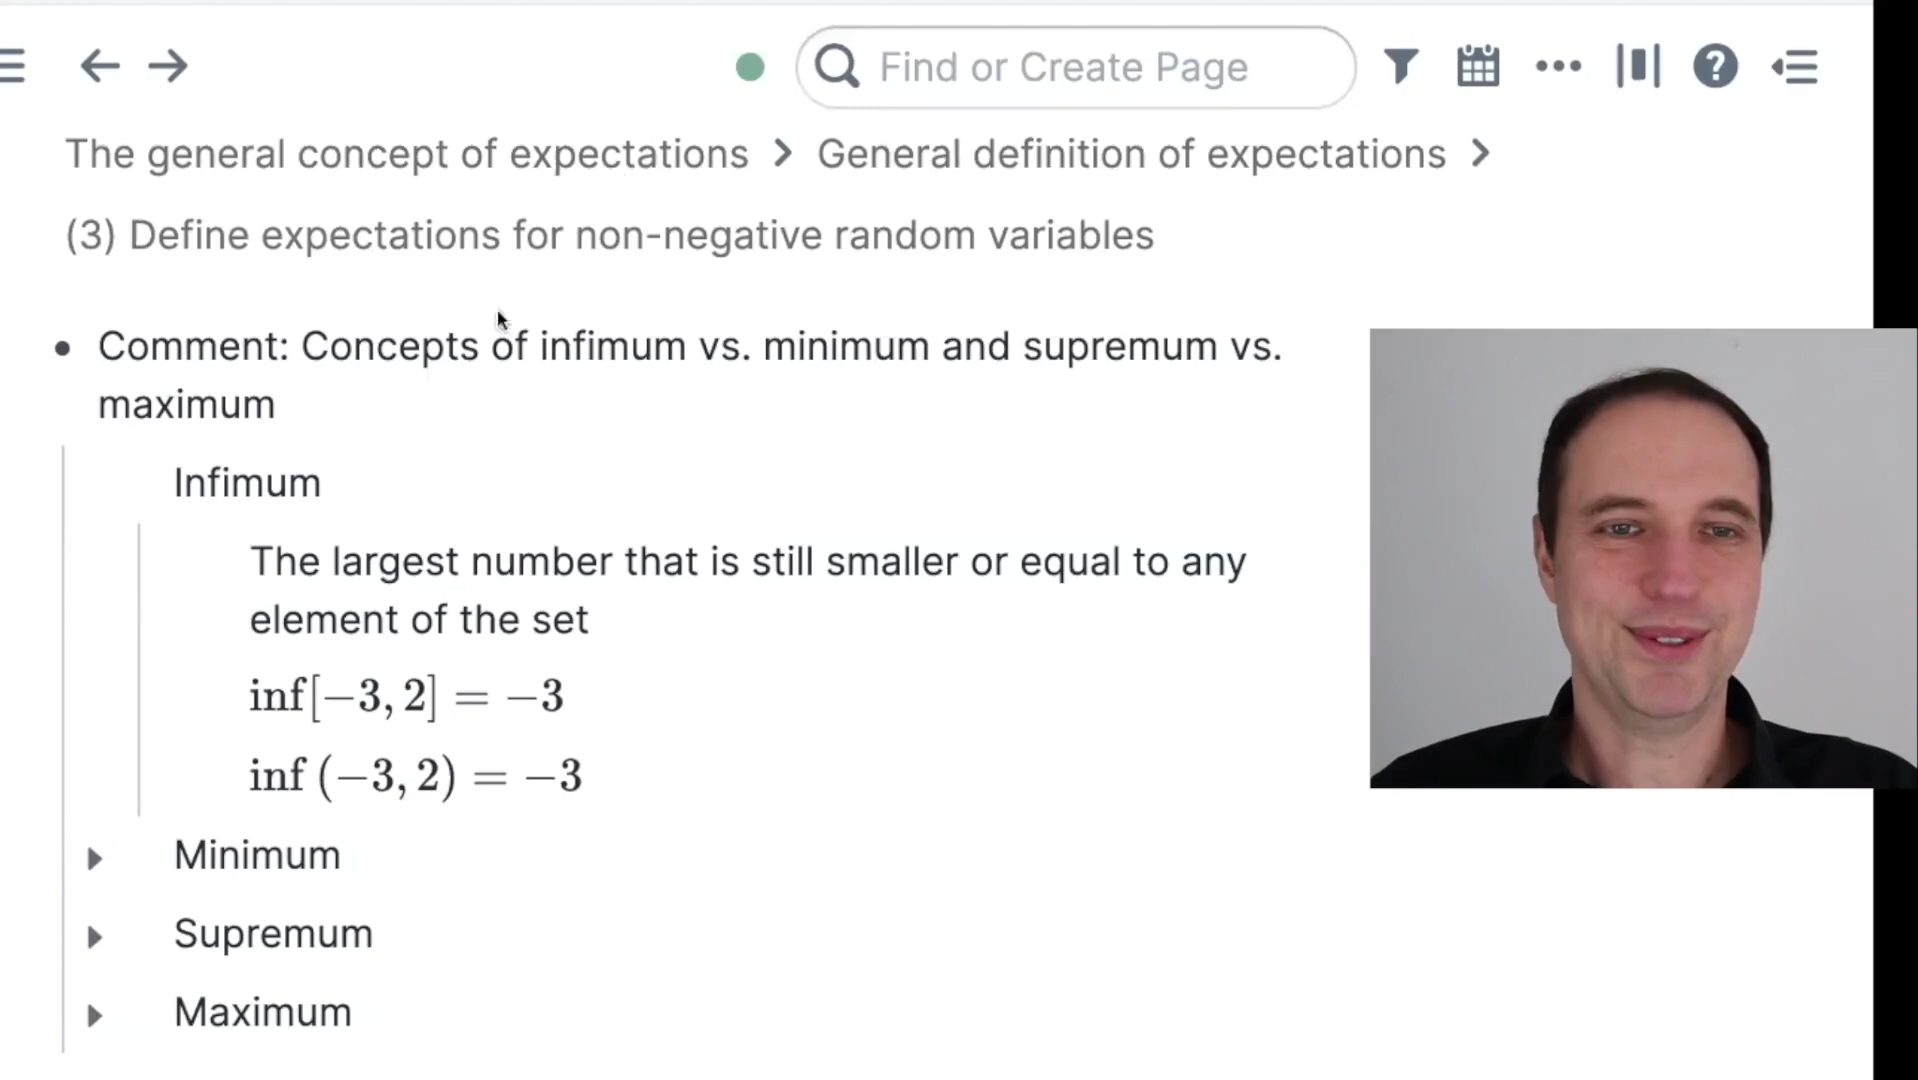 Find or Create Page
The general concept of expectations > General definition of expectations >
(3) Define expectations for non-negative random variables
Comment: Concepts of infimum vs. minimum and supremum vs.
maximum
Infimum
The largest number that is still smaller or equal to any
element of the set
inf[−3, 2] = −3
inf (−3, 2) = −3
Minimum
Supremum
Maximum